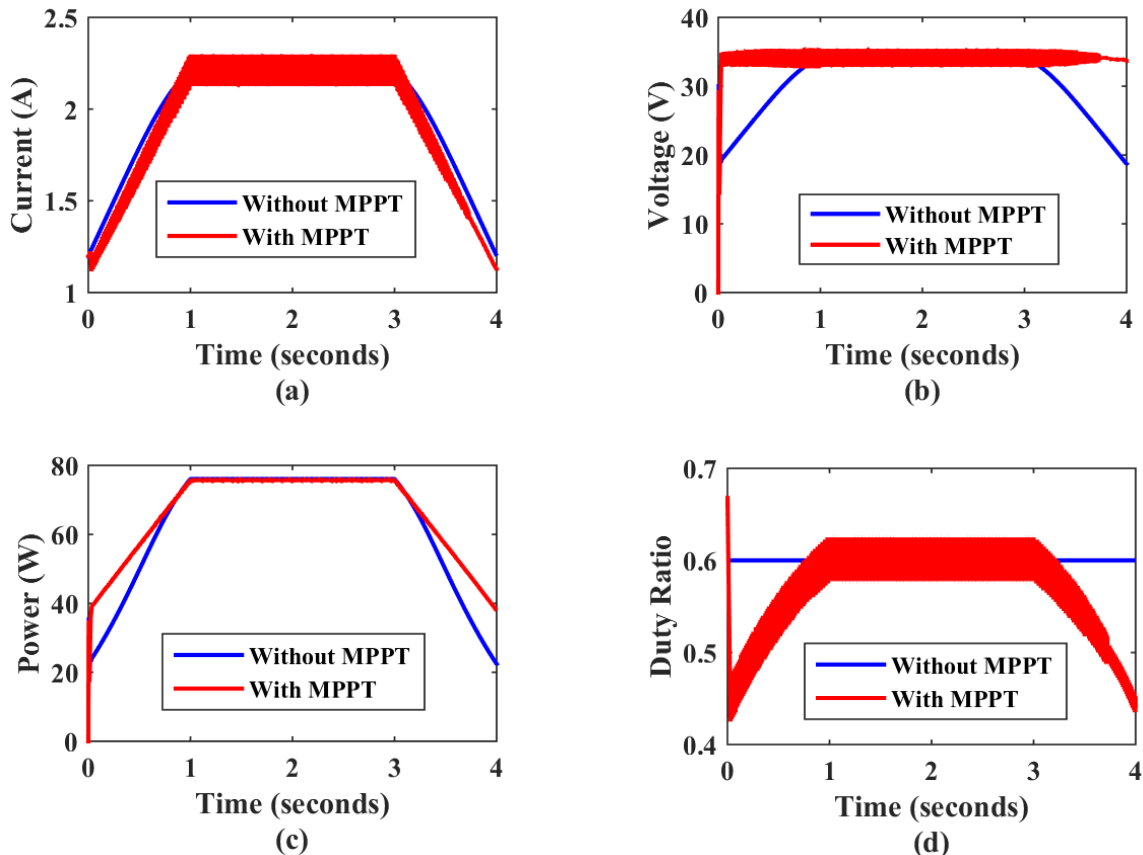 2.5
2
1.5
1
Current (A)
Without MPPT
With MPPT
0 1 2 3 4
Time (seconds)
(a)
40
30
20
10
0
Voltage (V)
Without MPPT
With MPPT
0 1 2 3 4
Time (seconds)
(b)
80
60
40
20
0
Power (W)
Without MPPT
With MPPT
0 1 2 3 4
Time (seconds)
(c)
0.7
0.6
0.5
0.4
Duty Ratio
Without MPPT
With MPPT
0 1 2 3 4
Time (seconds)
(d)